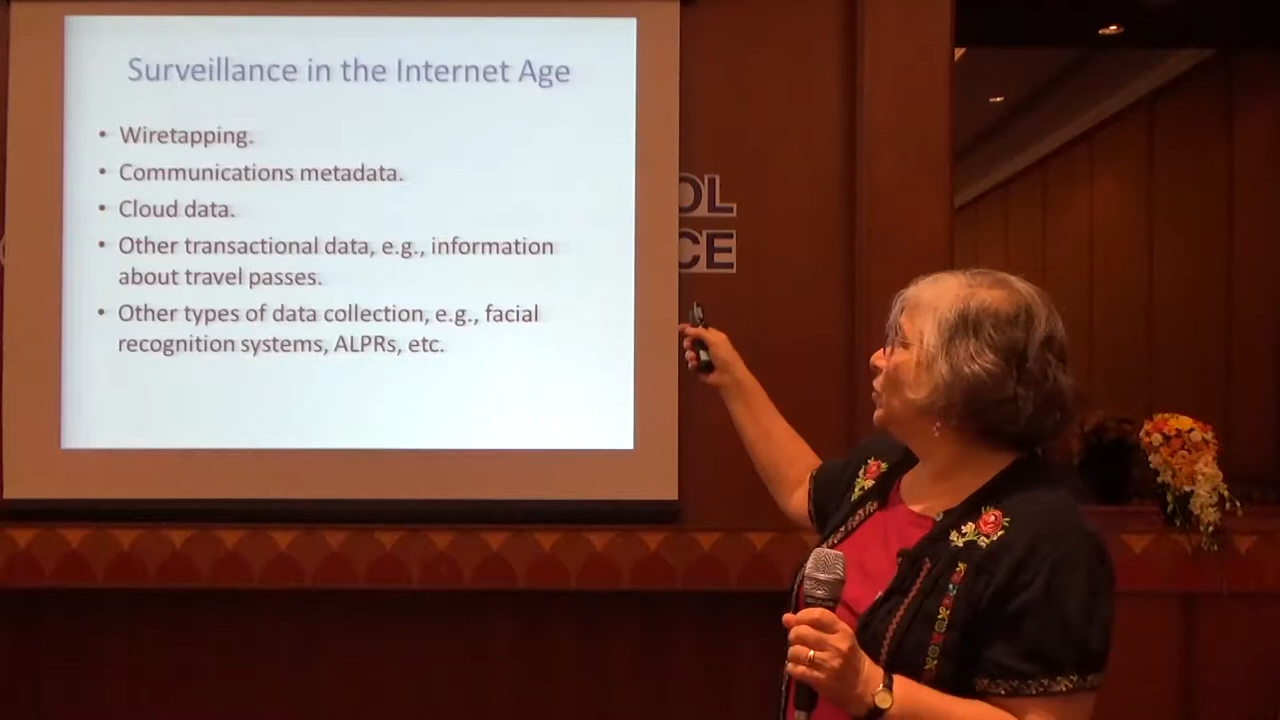 Surveillance in the Internet Age
• Wiretapping.
• Communications metadata.
• Cloud data.
• Other transactional data, e.g., information
about travel passes.
• Other types of data collection, e.g., facial
recognition systems, ALPRs, etc.
OL
CE